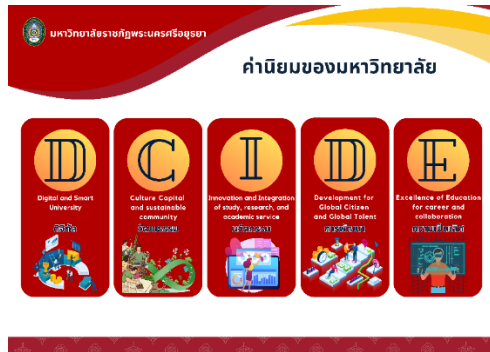 มหาวิทยาลัยราชภัฏพระนครศรีอยุธยา
ค่านิยมของมหาวิทยาลัย
D
Digital and Smart
University
ดิจิทัล
C
Culture Capital
and sustainable
community
วัฒนธรรม
I
Innovation and Integration
of study, research, and
academic service
นวัตกรรม
D
Development for
Global Citizen
and Global Talent
การพัฒนา
E
Excellence of Education
for career and
collaboration
ความเป็นเลิศ